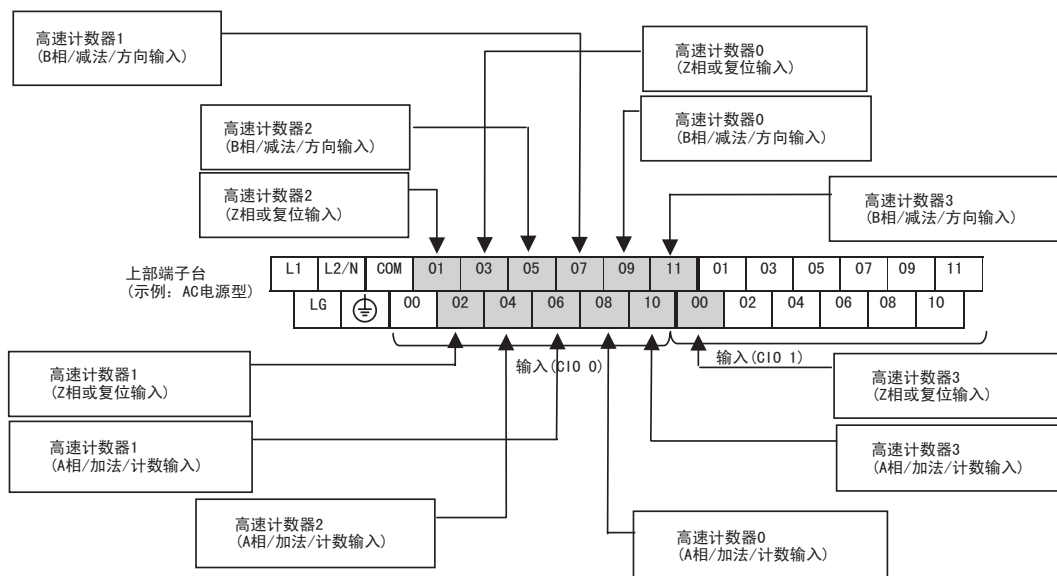 高速计数器1
(B相/减法/方向输入)
高速计数器0
(Z相或复位输入)
高速计数器2
(B相/减法/方向输入)
高速计数器0
(B相/减法/方向输入)
高速计数器2
(Z相或复位输入)
高速计数器3
(B相/减法/方向输入)
上部端子台
(示例：AC电源型)
L1 L2/N COM 01 03 05 07 09 11 01 03 05 07 09 11
LG 00 02 04 06 08 10 00 02 04 06 08 10
输入(CIO 0)
输入(CIO 1)
高速计数器1
(Z相或复位输入)
高速计数器3
(Z相或复位输入)
高速计数器1
(A相/加法/计数输入)
高速计数器3
(A相/加法/计数输入)
高速计数器2
(A相/加法/计数输入)
高速计数器0
(A相/加法/计数输入)